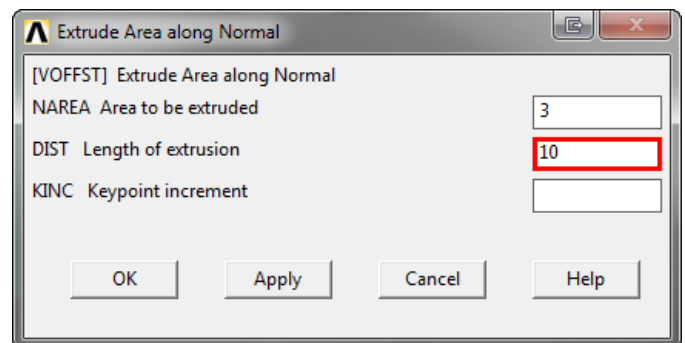 Extrude Area along Normal
[VOFFST] Extrude Area along Normal
NAREA Area to be extruded 3
DIST Length of extrusion 10
KINC Keypoint increment
OK Apply Cancel Help